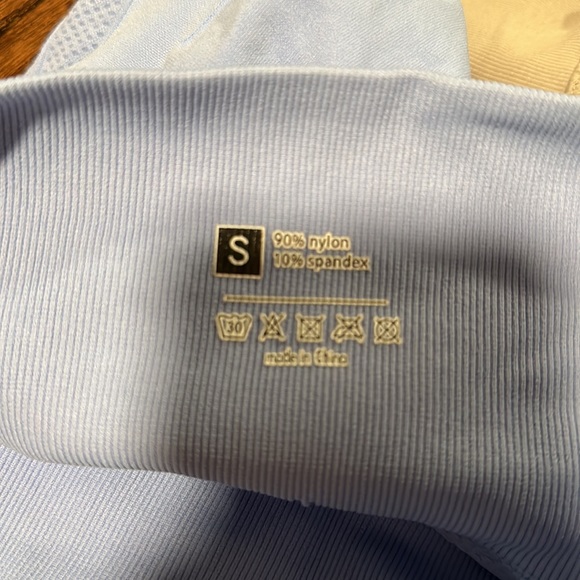 S
90% nylon
10% spandex
30
made in China